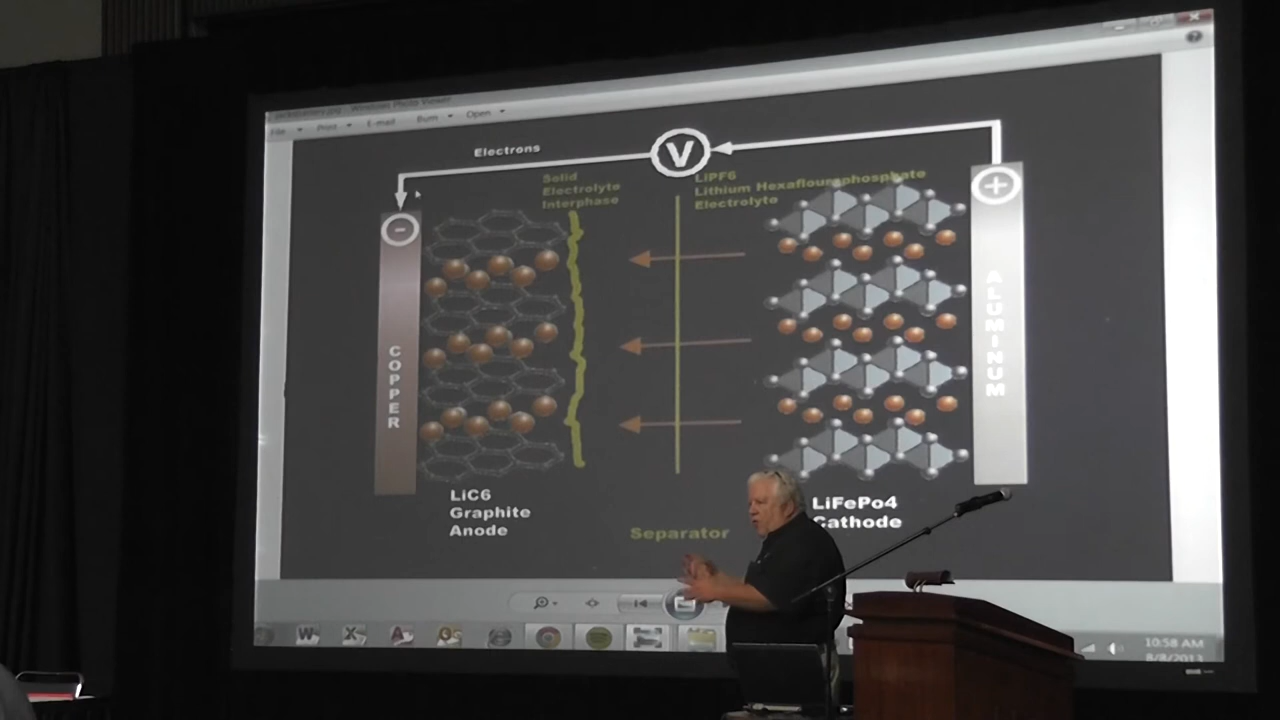 Windows Photo Viewer
File
Print
E-mail
Burn
Open
Electrons
V
Solid
Electrolyte
Interphase
LiPF6
Lithium Hexaflourophosphate
Electrolyte
-
+
COPPER
ALUMINUM
LiC6
Graphite
Anode
Separator
LiFePo4
Cathode
10:58 AM
8/8/2013